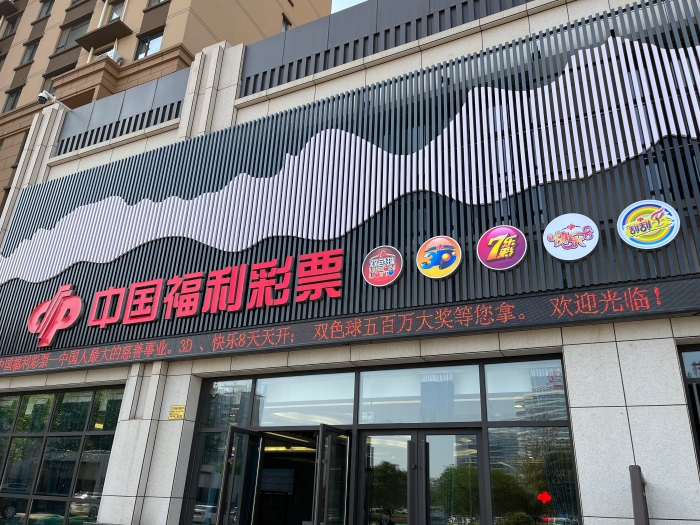 中国福利彩票
双色球
3D
7乐彩
快乐8
刮刮乐
中国福利彩票—中国人最大的慈善事业。3D 、快乐8天天开; 双色球五百万大奖等您拿。 欢迎光临!